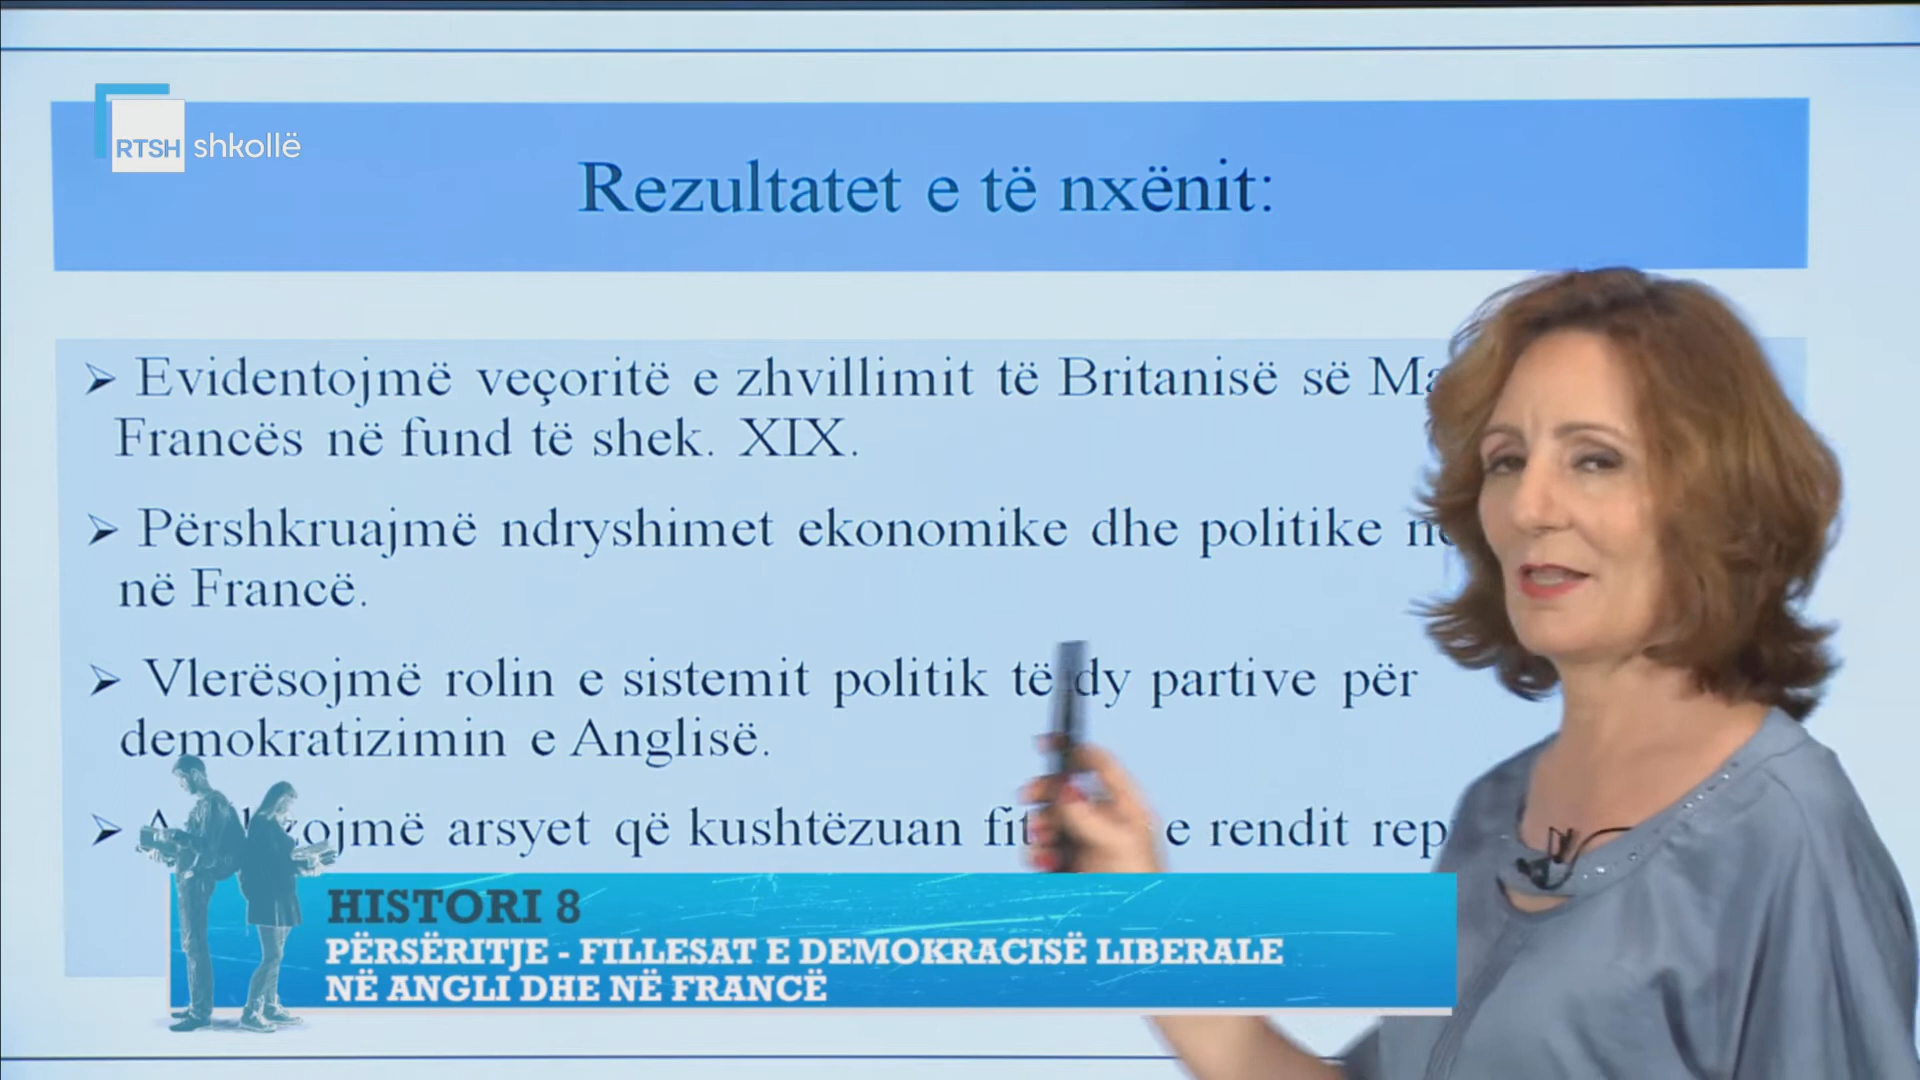 RTSH shkollë
Rezultatet e të nxënit:
Evidentojmë veçoritë e zhvillimit të Britanisë së
Francës në fund të shek. XIX.
Përshkruajmë ndryshimet ekonomike dhe politike
në Francë.
Vlerësojmë rolin e sistemit politik të dy partive për
demokratizimin e Anglisë.
arsyet që kushtëzuan e rendit
HISTORI 8
PËRSËRITJE - FILLESAT E DEMOKRACISË LIBERALE
NË ANGLI DHE NË FRANCË